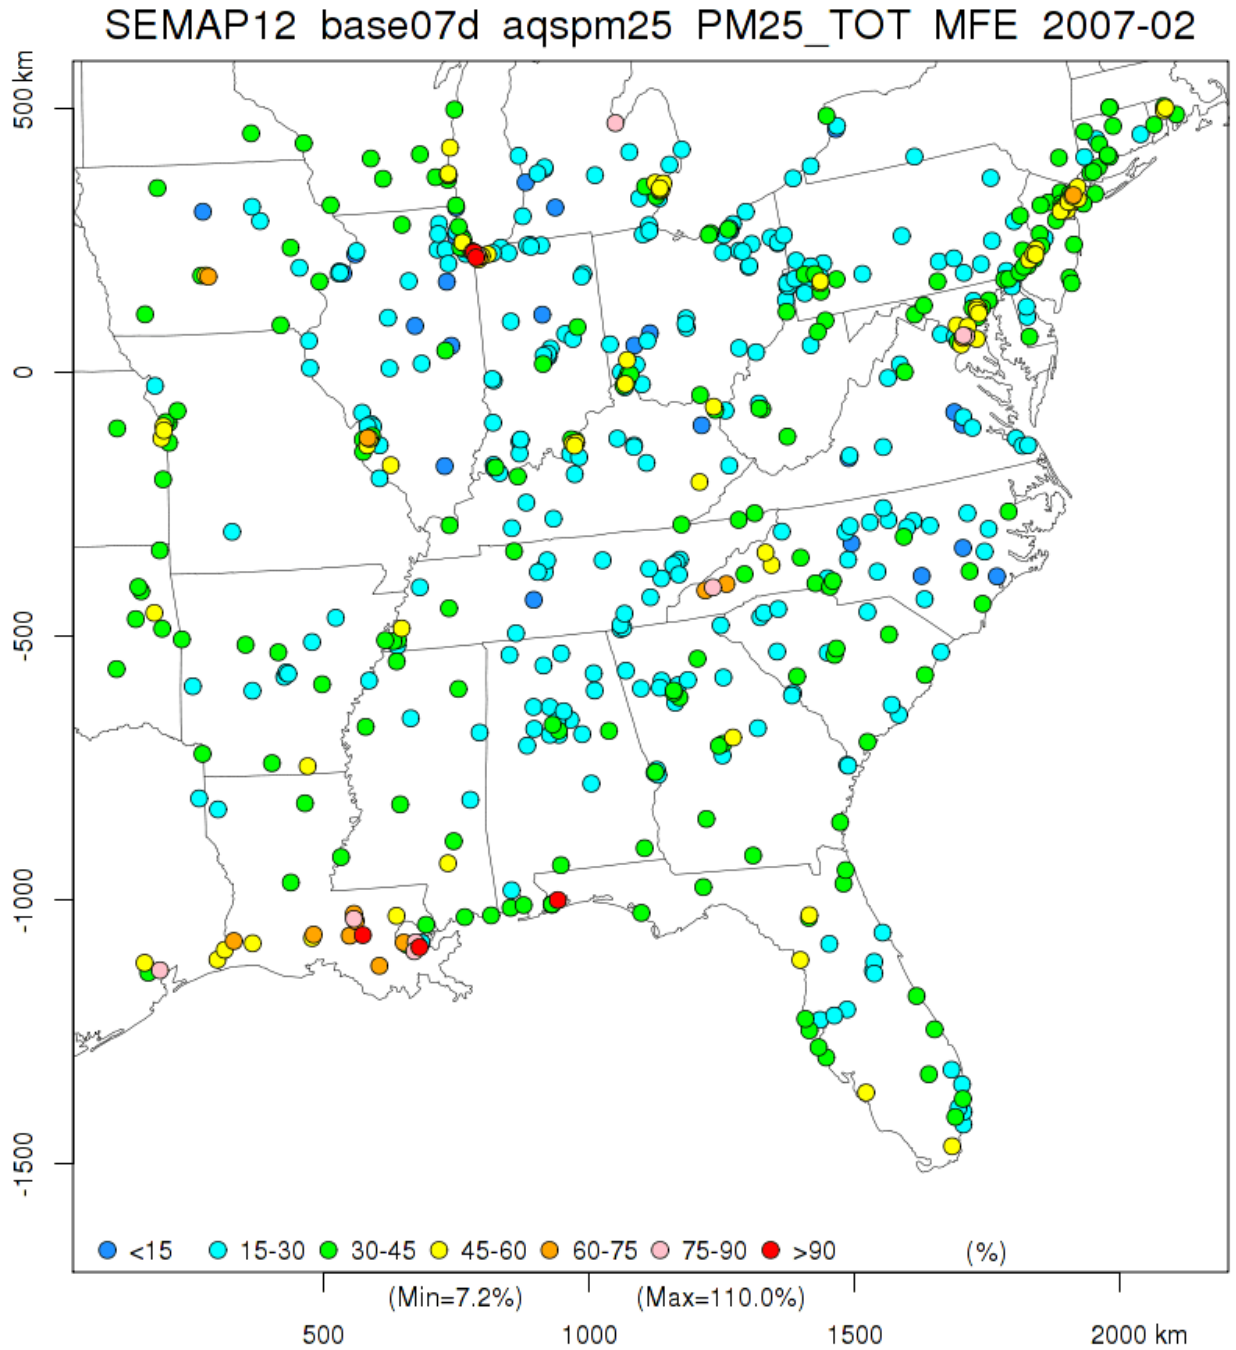 SEMAP12 base07d aqspm25 PM25_TOT MFE 2007-02
500 km
0
-500
-1000
-1500
<15 15-30 30-45 45-60 60-75 75-90 >90 (%)
(Min=7.2%) (Max=110.0%)
500 1000 1500 2000 km